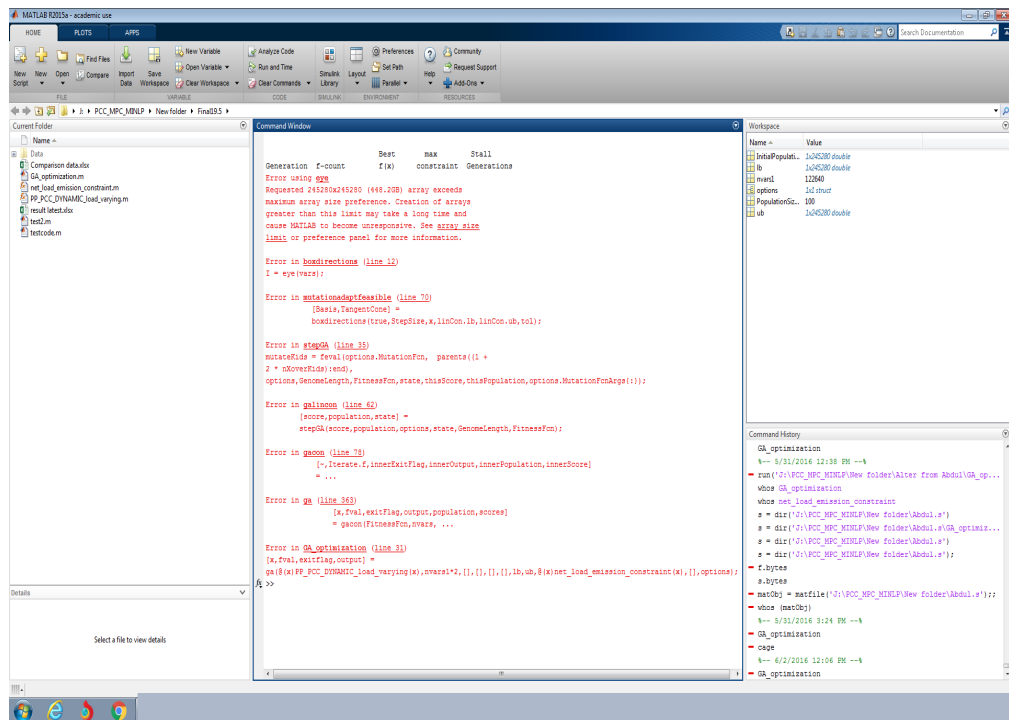 MATLAB R2015a - academic use
HOME PLOTS APPS
Search Documentation
New Script
New
Open
Find Files
Compare
Import Data
Save Workspace
New Variable
Open Variable
Clear Workspace
Analyze Code
Run and Time
Clear Commands
Simulink Library
Layout
Preferences
Set Path
Parallel
Help
Community
Request Support
Add-Ons
FILE VARIABLE CODE SIMULINK ENVIRONMENT RESOURCES
PCC_MPC_MINLP New folder Final19.5
Current Folder
Name
Data
Comparison data.xlsx
GA_optimization.m
net_load_emission_constraint.m
PP_PCC_DYNAMIC_load_varying.m
result latest.xlsx
test2.m
testcode.m
Details
Select a file to view details
Command Window
Best max Stall
Generation f-count f(x) constraint Generations
Error using eye
Requested 245280x245280 (448.2GB) array exceeds
maximum array size preference. Creation of arrays
greater than this limit may take a long time and
cause MATLAB to become unresponsive. See array size
limit or preference panel for more information.
Error in boxdirections (line 12)
I = eye(vars);
Error in mutationadaptfeasible (line 70)
[Basis,TangentCone] =
boxdirections(true,StepSize,x,linCon.lb,linCon.ub,tol);
Error in stepGA (line 35)
mutateKids = feval(options.MutationFcn, parents((1 +
2 * nXoverKids):end),
options,GenomeLength,FitnessFcn,state,thisScore,thisPopulation,options.MutationFcnArgs{:});
Error in galincon (line 62)
[score,population,state] =
stepGA(score,population,options,state,GenomeLength,FitnessFcn);
Error in gacon (line 78)
[~,Iterate.f,innerExitFlag,innerOutput,innerPopulation,innerScore]
= ...
Error in ga (line 363)
[x,fval,exitFlag,output,population,scores]
= gacon(FitnessFcn,nvars, ...
Error in GA_optimization (line 31)
[x,fval,exitflag,output] =
ga(@(x)PP_PCC_DYNAMIC_load_varying(x),nvars1*2,[],[],[],[],lb,ub,@(x)net_load_emission_constraint(x),[],options);
fx >>
Workspace
Name Value
InitialPopulati... 1x245280 double
lb 1x245280 double
nvars1 122640
options 1x1 struct
PopulationSiz... 100
ub 1x245280 double
Command History
GA_optimization
%-- 5/31/2016 12:38 PM --%
run('J:\PCC_MPC_MINLP\New folder\Alter from Abdul\GA_op...
whos GA_optimization
whos net_load_emission_constraint
s = dir('J:\PCC_MPC_MINLP\New folder\Abdul.s')
s = dir('J:\PCC_MPC_MINLP\New folder\Abdul.s\GA_optimiz...
s = dir('J:\PCC_MPC_MINLP\New folder\Abdul.s')
s = dir('J:\PCC_MPC_MINLP\New folder\Abdul.s');
f.bytes
s.bytes
matObj = matfile('J:\PCC_MPC_MINLP\New folder\Abdul.s');;
whos (matObj)
%-- 5/31/2016 3:24 PM --%
GA_optimization
cage
%-- 6/2/2016 12:06 PM --%
GA_optimization